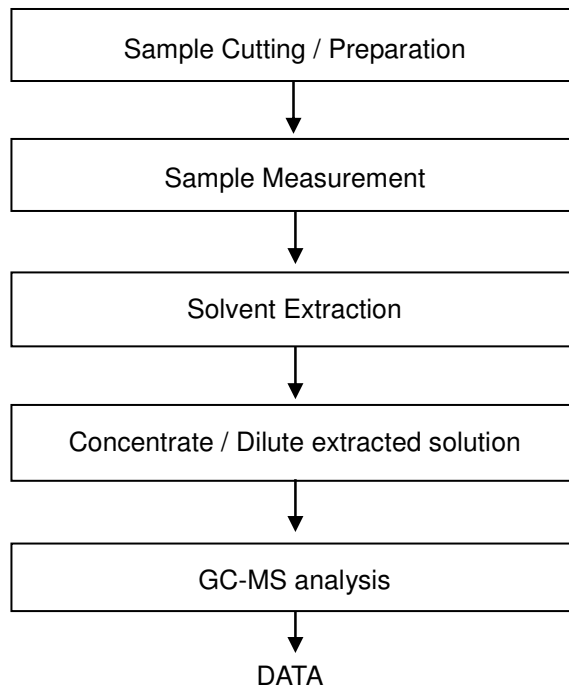 Sample Cutting / Preparation
Sample Measurement
Solvent Extraction
Concentrate / Dilute extracted solution
GC-MS analysis
DATA